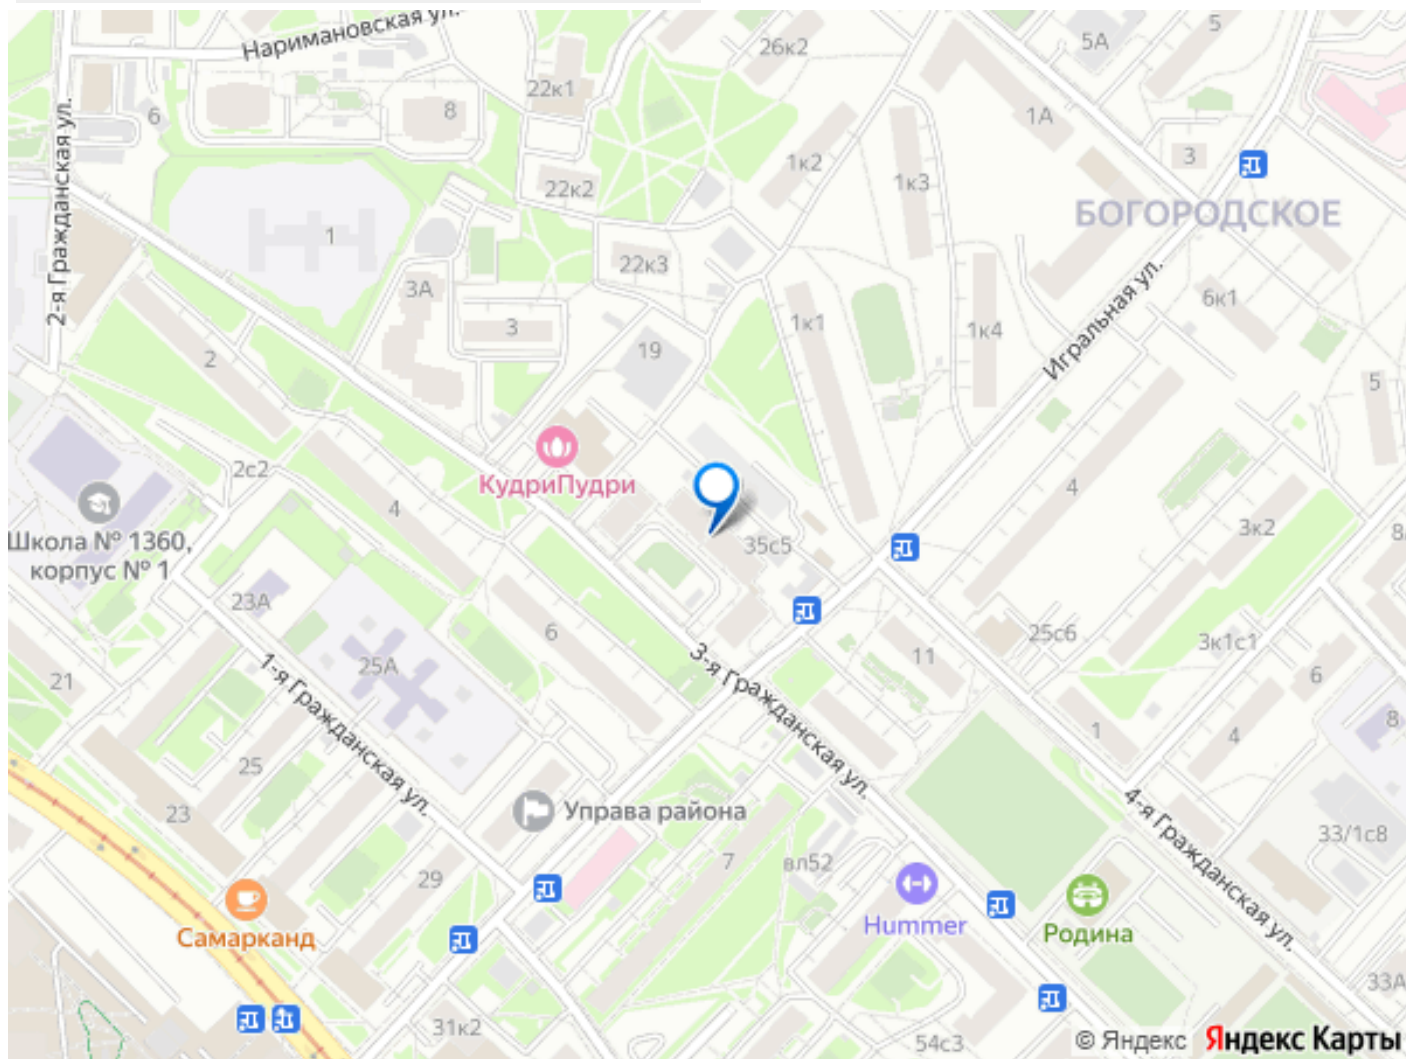 Наримановская ул.
26к2
5А
5
22к1
6
8
1А
2-я Гражданская ул.
1к2
1к3
3
22к2
БОГОРОДСКОЕ
1
22к3
3А
6к1
Игральная ул.
3
1к1
1к4
2
19
5
КудриПудри
2с2
4
4
Школа № 1360,
корпус № 1
35с5
3к2
23А
6
25с6
3к1с1
11
25А
21
3-я Гражданская ул.
6
1-я Гражданская ул.
1
4
8
25
23
Управа района
4-я Гражданская ул.
33/1с8
7
вл52
29
Hummer
Родина
Самарканд
33А
31к2
54с3
© Яндекс Яндекс Карты